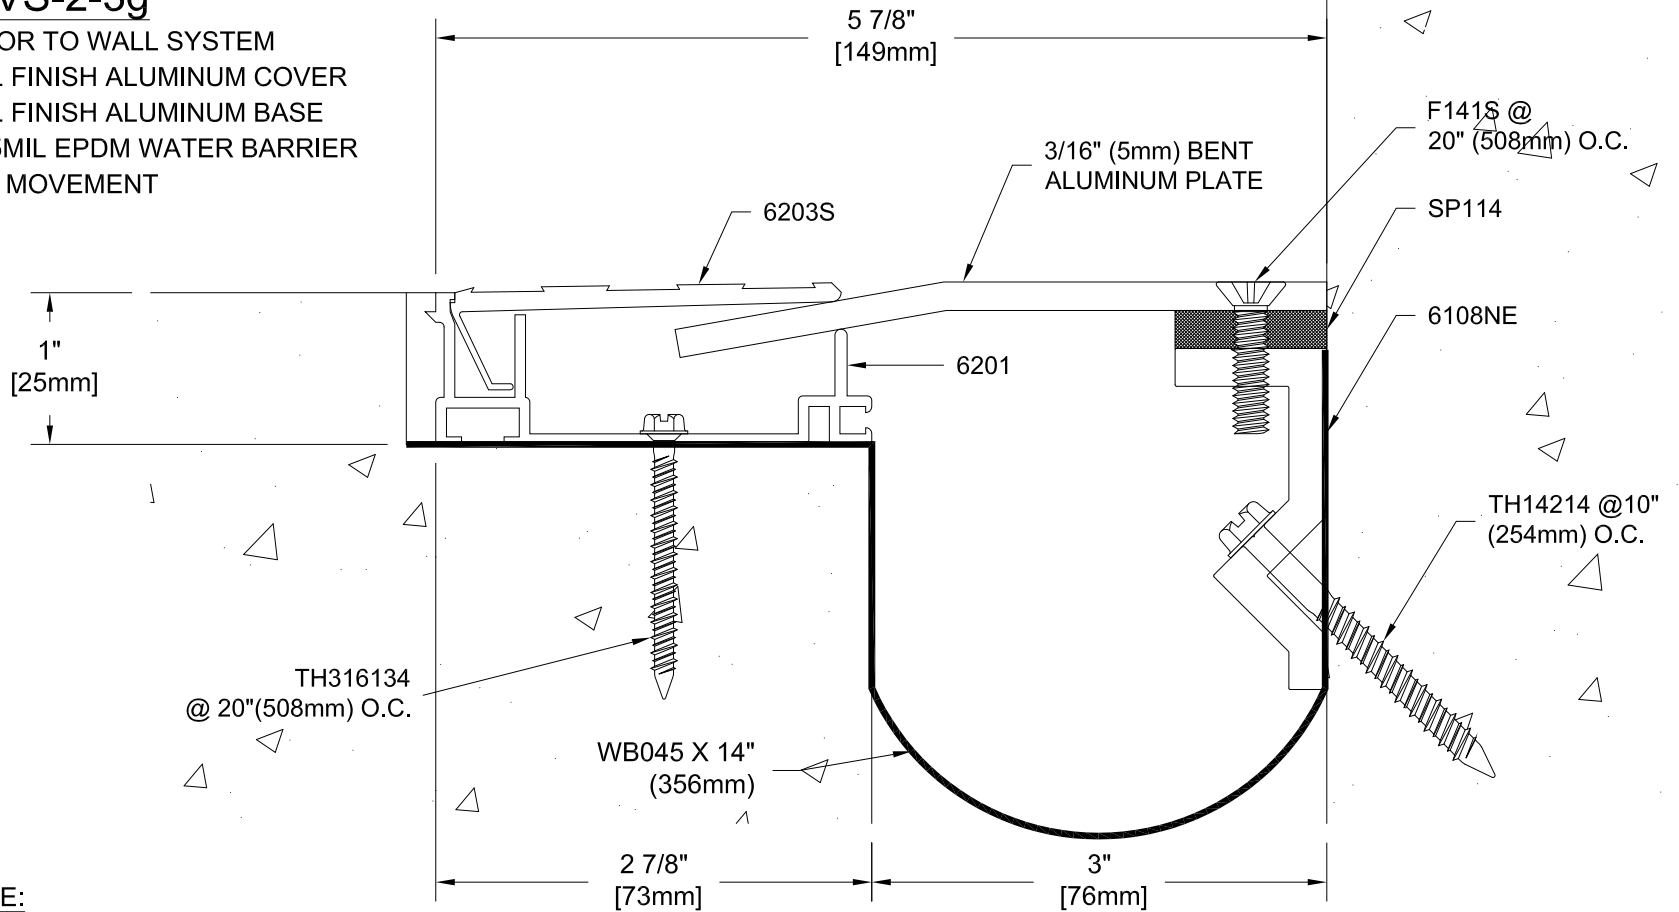 VS-2-3g
OR TO WALL SYSTEM
FINISH ALUMINUM COVER
FINISH ALUMINUM BASE
5MIL EPDM WATER BARRIER
MOVEMENT
5 7/8"
[149mm]
F141S @
20" (508mm) O.C.
3/16" (5mm) BENT
ALUMINUM PLATE
6203S
SP114
6108NE
1"
[25mm]
6201
TH14214 @10"
(254mm) O.C.
TH316134
@ 20"(508mm) O.C.
WB045 X 14"
(356mm)
2 7/8"
[73mm]
3"
[76mm]
E: